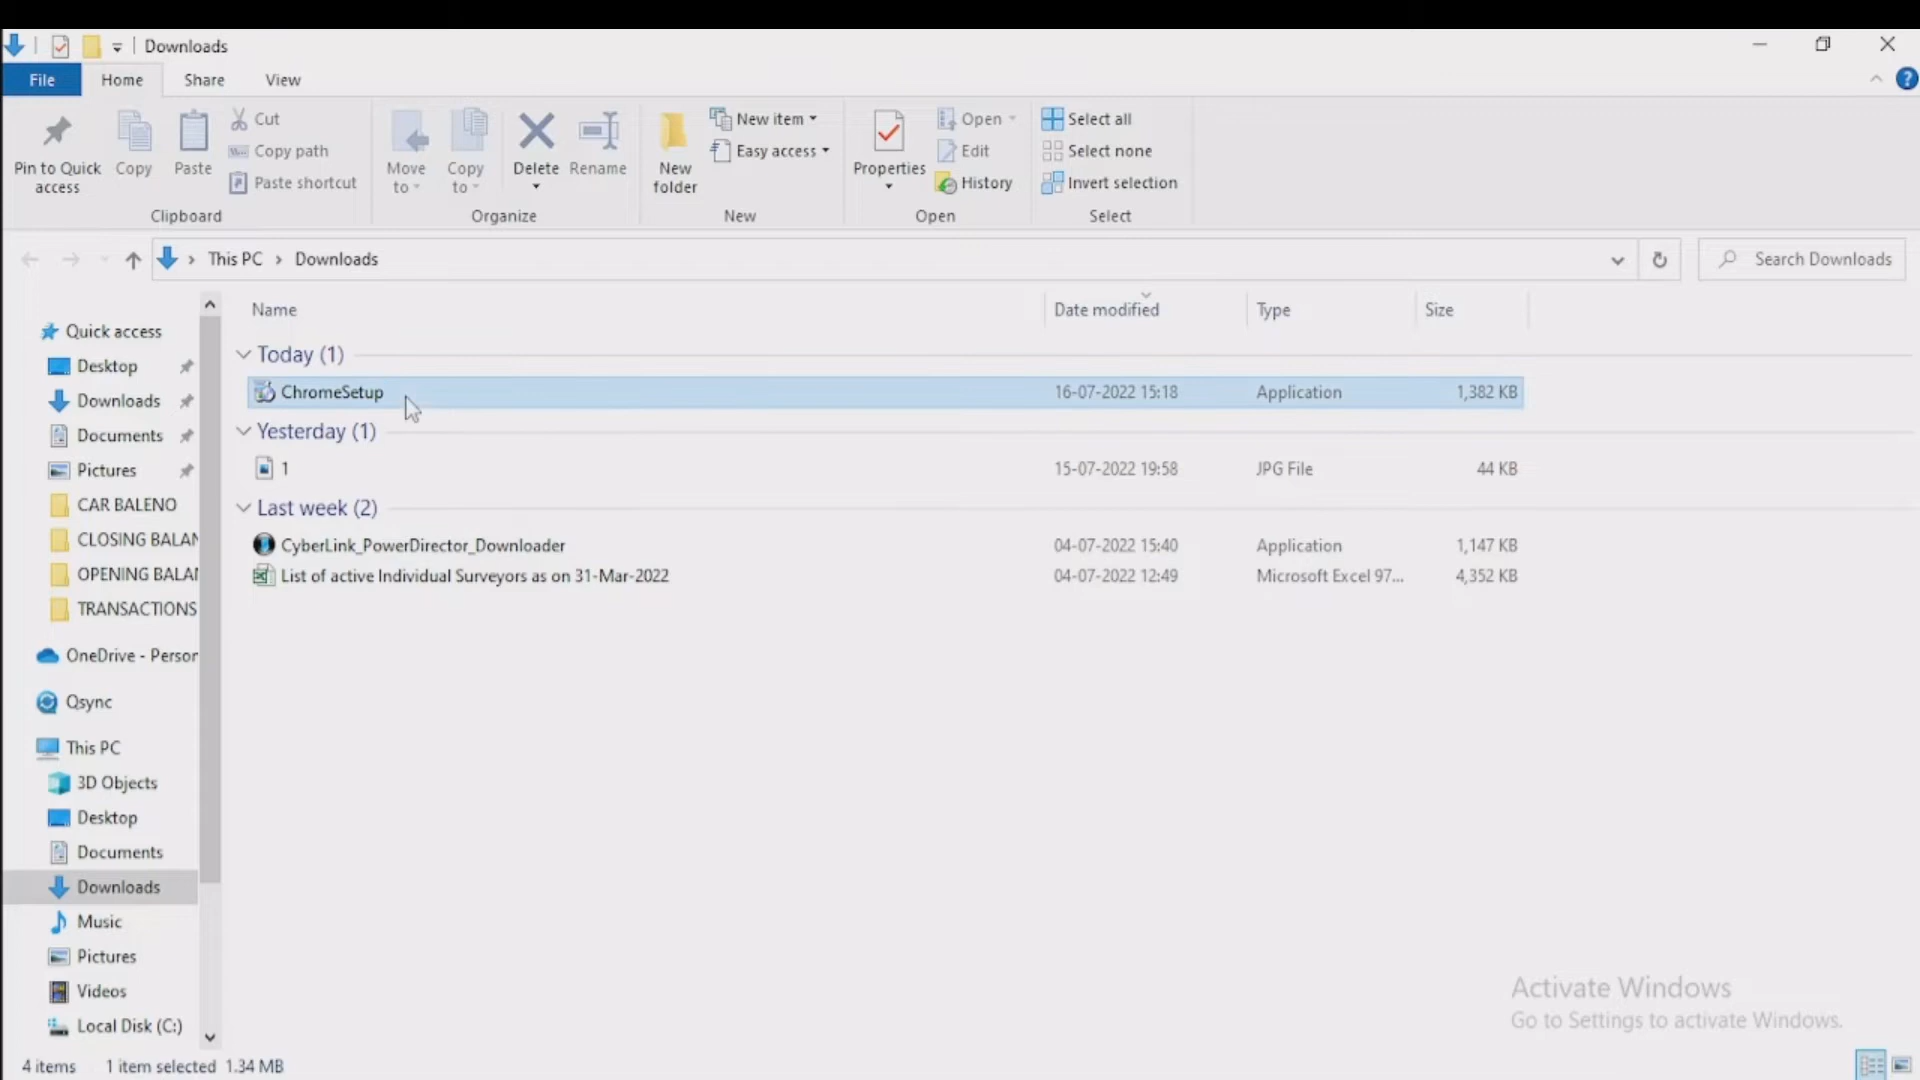 Downloads
File Home Share View
Pin to Quick access
Copy
Paste
Cut
Copy path
Paste shortcut
Clipboard
Move to
Copy to
Delete
Rename
Organize
New folder
New item
Easy access
New
Properties
Open
Edit
History
Open
Select all
Select none
Invert selection
Select
This PC Downloads
Search Downloads
Name Date modified Type Size
Today (1)
ChromeSetup 16-07-2022 15:18 Application 1,382 KB
Yesterday (1)
1 15-07-2022 19:58 JPG File 44 KB
Last week (2)
CyberLink_PowerDirector_Downloader 04-07-2022 15:40 Application 1,147 KB
List of active Individual Surveyors as on 31-Mar-2022 04-07-2022 12:49 Microsoft Excel 97... 4,352 KB
Quick access
Desktop
Downloads
Documents
Pictures
CAR BALENO
CLOSING BALAN
OPENING BALAN
TRANSACTIONS
OneDrive - Person
Qsync
This PC
3D Objects
Desktop
Documents
Downloads
Music
Pictures
Videos
Local Disk (C:)
Activate Windows
Go to Settings to activate Windows.
4 items 1 item selected 1.34 MB